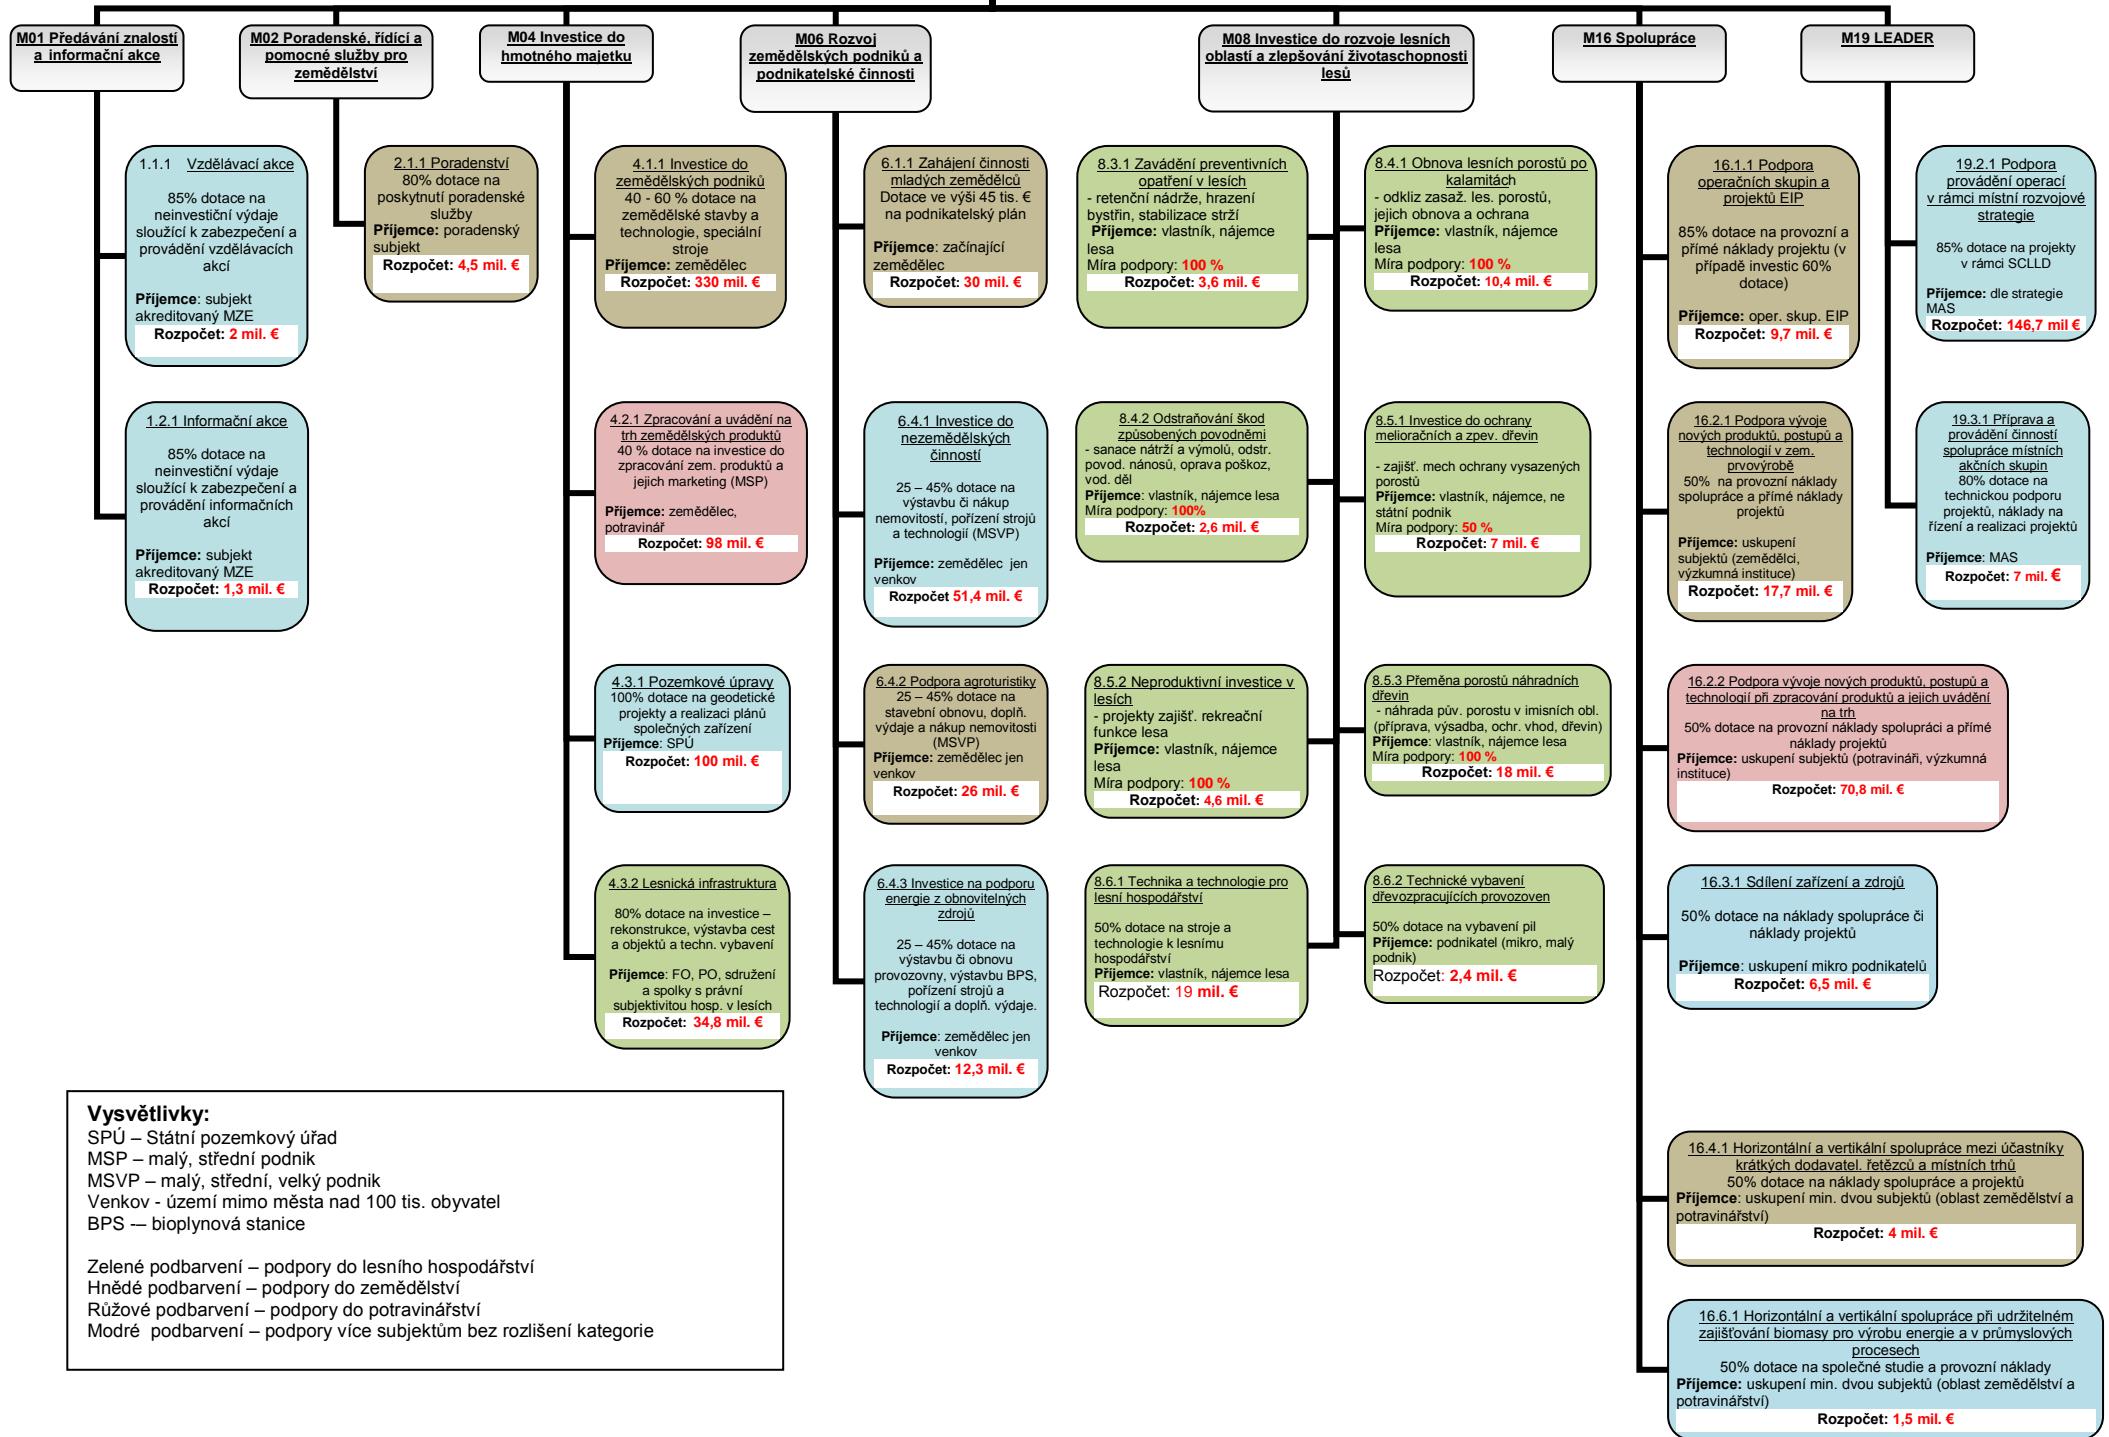 M01 Předávání znalostí
a informační akce
M02 Poradenské, řídící a
pomocné služby pro
zemědělství
M04 Investice do
hmotného majetku
M06 Rozvoj
zemědělských podniků a
podnikatelské činnosti
M08 Investice do rozvoje lesních
oblastí a zlepšování životaschopnosti
lesů
M16 Spolupráce
M19 LEADER
1.1.1 Vzdělávací akce
85% dotace na
neinvestiční výdaje
sloužící k zabezpečení a
provádění vzdělávacích
akcí
Příjemce: subjekt
akreditovaný MZE
Rozpočet: 2 mil. €
1.2.1 Informační akce
85% dotace na
neinvestiční výdaje
sloužící k zabezpečení a
provádění informačních
akcí
Příjemce: subjekt
akreditovaný MZE
Rozpočet: 1,3 mil. €
2.1.1 Poradenství
80% dotace na
poskytnutí poradenské
služby
Příjemce: poradenský
subjekt
Rozpočet: 4,5 mil. €
4.1.1 Investice do
zemědělských podniků
40 - 60 % dotace na
zemědělské stavby a
technologie, speciální
stroje
Příjemce: zemědělec
Rozpočet: 330 mil. €
4.2.1 Zpracování a uvádění na
trh zemědělských produktů
40 % dotace na investice do
zpracování zem. produktů a
jejich marketing (MSP)
Příjemce: zemědělec,
potravinář
Rozpočet: 98 mil. €
4.3.1 Pozemkové úpravy
100% dotace na geodetické
projekty a realizaci plánů
společných zařízení
Příjemce: SPÚ
Rozpočet: 100 mil. €
4.3.2 Lesnická infrastruktura
80% dotace na investice –
rekonstrukce, výstavba cest
a objektů a techn. vybavení
Příjemce: FO, PO, sdružení
a spolky s právní
subjektivitou hosp. v lesích
Rozpočet: 34,8 mil. €
6.1.1 Zahájení činnosti
mladých zemědělců
Dotace ve výši 45 tis. €
na podnikatelský plán
Příjemce: začínající
zemědělec
Rozpočet: 30 mil. €
6.4.1 Investice do
nezemědělských
činností
25 – 45% dotace na
výstavbu či nákup
nemovitostí, pořízení strojů
a technologií (MSVP)
Příjemce: zemědělec jen
venkov
Rozpočet 51,4 mil. €
6.4.2 Podpora agroturistiky
25 – 45% dotace na
stavební obnovu, doplň.
výdaje a nákup nemovitosti
(MSVP)
Příjemce: zemědělec jen
venkov
Rozpočet: 26 mil. €
6.4.3 Investice na podporu
energie z obnovitelných
zdrojů
25 – 45% dotace na
výstavbu či obnovu
provozovny, výstavbu BPS,
pořízení strojů a
technologií a doplň. výdaje.
Příjemce: zemědělec jen
venkov
Rozpočet: 12,3 mil. €
8.3.1 Zavádění preventivních
opatření v lesích
- retenční nádrže, hrazení
bystřin, stabilizace strží
Příjemce: vlastník, nájemce
lesa
Míra podpory: 100 %
Rozpočet: 3,6 mil. €
8.4.1 Obnova lesních porostů po
kalamitách
- odkliz zasaž. les. porostů,
jejich obnova a ochrana
Příjemce: vlastník, nájemce
lesa
Míra podpory: 100 %
Rozpočet: 10,4 mil. €
8.4.2 Odstraňování škod
způsobených povodněmi
- sanace nátrží a výmolů, odstr.
povod. nánosů, oprava poškoz,
vod. děl
Příjemce: vlastník, nájemce lesa
Míra podpory: 100%
Rozpočet: 2,6 mil. €
8.5.1 Investice do ochrany
melioračních a zpev. dřevin
- zajišť. mech ochrany vysazených
porostů
Příjemce: vlastník, nájemce, ne
státní podnik
Míra podpory: 50 %
Rozpočet: 7 mil. €
8.5.2 Neproduktivní investice v
lesích
- projekty zajišť. rekreační
funkce lesa
Příjemce: vlastník, nájemce
lesa
Míra podpory: 100 %
Rozpočet: 4,6 mil. €
8.5.3 Přeměna porostů náhradních
dřevin
- náhrada pův. porostu v imisních obl.
(příprava, výsadba, ochr. vhod, dřevin)
Příjemce: vlastník, nájemce lesa
Míra podpory: 100 %
Rozpočet: 18 mil. €
8.6.1 Technika a technologie pro
lesní hospodářství
50% dotace na stroje a
technologie k lesnímu
hospodářství
Příjemce: vlastník, nájemce lesa
Rozpočet: 19 mil. €
8.6.2 Technické vybavení
dřevozpracujících provozoven
50% dotace na vybavení pil
Příjemce: podnikatel (mikro, malý
podnik)
Rozpočet: 2,4 mil. €
16.1.1 Podpora
operačních skupin a
projektů EIP
85% dotace na provozní a
přímé náklady projektu (v
případě investic 60%
dotace)
Příjemce: oper. skup. EIP
Rozpočet: 9,7 mil. €
16.2.1 Podpora vývoje
nových produktů, postupů a
technologií v zem.
prvovýrobě
50% na provozní náklady
spolupráce a přímé náklady
projektů
Příjemce: uskupení
subjektů (zemědělci,
výzkumná instituce)
Rozpočet: 17,7 mil. €
16.2.2 Podpora vývoje nových produktů, postupů a
technologií při zpracování produktů a jejich uvádění
na trh
50% dotace na provozní náklady spolupráci a přímé
náklady projektů
Příjemce: uskupení subjektů (potravináři, výzkumná
instituce)
Rozpočet: 70,8 mil. €
16.3.1 Sdílení zařízení a zdrojů
50% dotace na náklady spolupráce či
náklady projektů
Příjemce: uskupení mikro podnikatelů
Rozpočet: 6,5 mil. €
16.4.1 Horizontální a vertikální spolupráce mezi účastníky
krátkých dodavatel. řetězců a místních trhů
50% dotace na náklady spolupráce a projektů
Příjemce: uskupení min. dvou subjektů (oblast zemědělství a
potravinářství)
Rozpočet: 4 mil. €
16.6.1 Horizontální a vertikální spolupráce při udržitelném
zajišťování biomasy pro výrobu energie a v průmyslových
procesech
50% dotace na společné studie a provozní náklady
Příjemce: uskupení min. dvou subjektů (oblast zemědělství a
potravinářství)
Rozpočet: 1,5 mil. €
19.2.1 Podpora
provádění operací
v rámci místní rozvojové
strategie
85% dotace na projekty
v rámci SCLLD
Příjemce: dle strategie
MAS
Rozpočet: 146,7 mil €
19.3.1 Příprava a
provádění činností
spolupráce místních
akčních skupin
80% dotace na
technickou podporu
projektů, náklady na
řízení a realizaci projektů
Příjemce: MAS
Rozpočet: 7 mil. €
Vysvětlivky:
SPÚ – Státní pozemkový úřad
MSP – malý, střední podnik
MSVP – malý, střední, velký podnik
Venkov - území mimo města nad 100 tis. obyvatel
BPS -– bioplynová stanice
Zelené podbarvení – podpory do lesního hospodářství
Hnědé podbarvení – podpory do zemědělství
Růžové podbarvení – podpory do potravinářství
Modré podbarvení – podpory více subjektům bez rozlišení kategorie